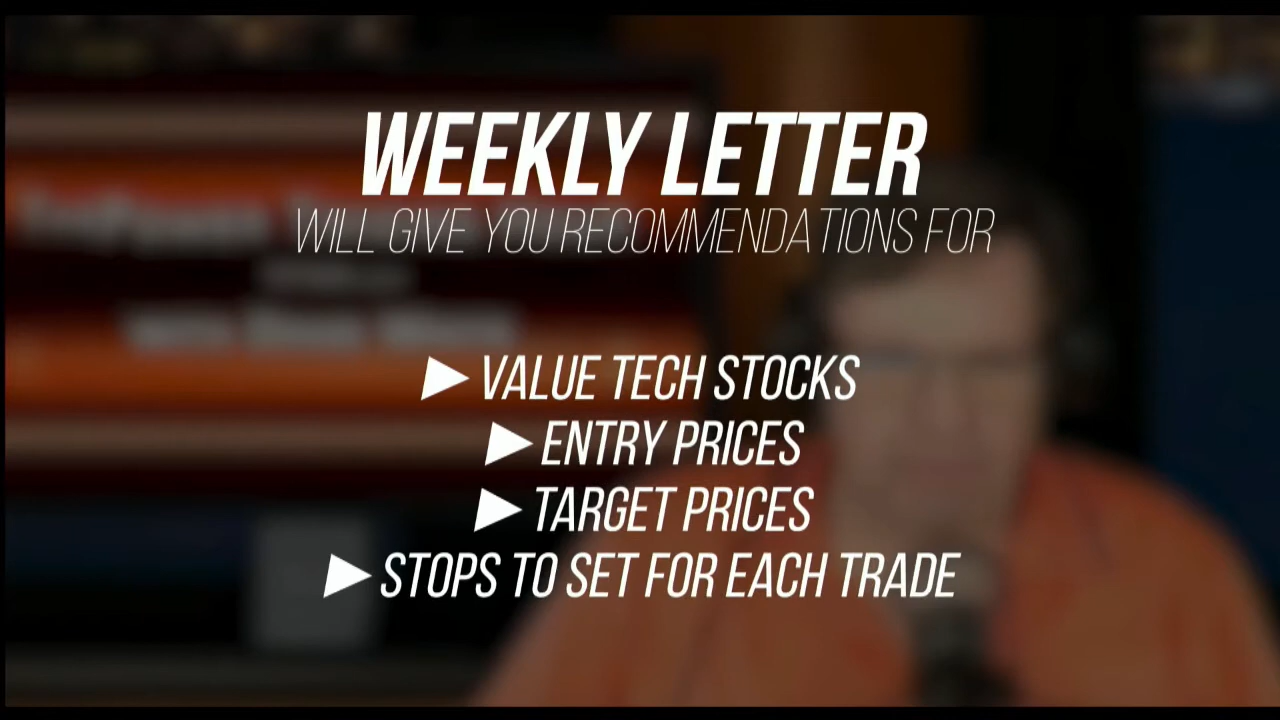 WEEKLY LETTER
WILL GIVE YOU RECOMMENDATIONS FOR
► VALUE TECH STOCKS
► ENTRY PRICES
► TARGET PRICES
► STOPS TO SET FOR EACH TRADE